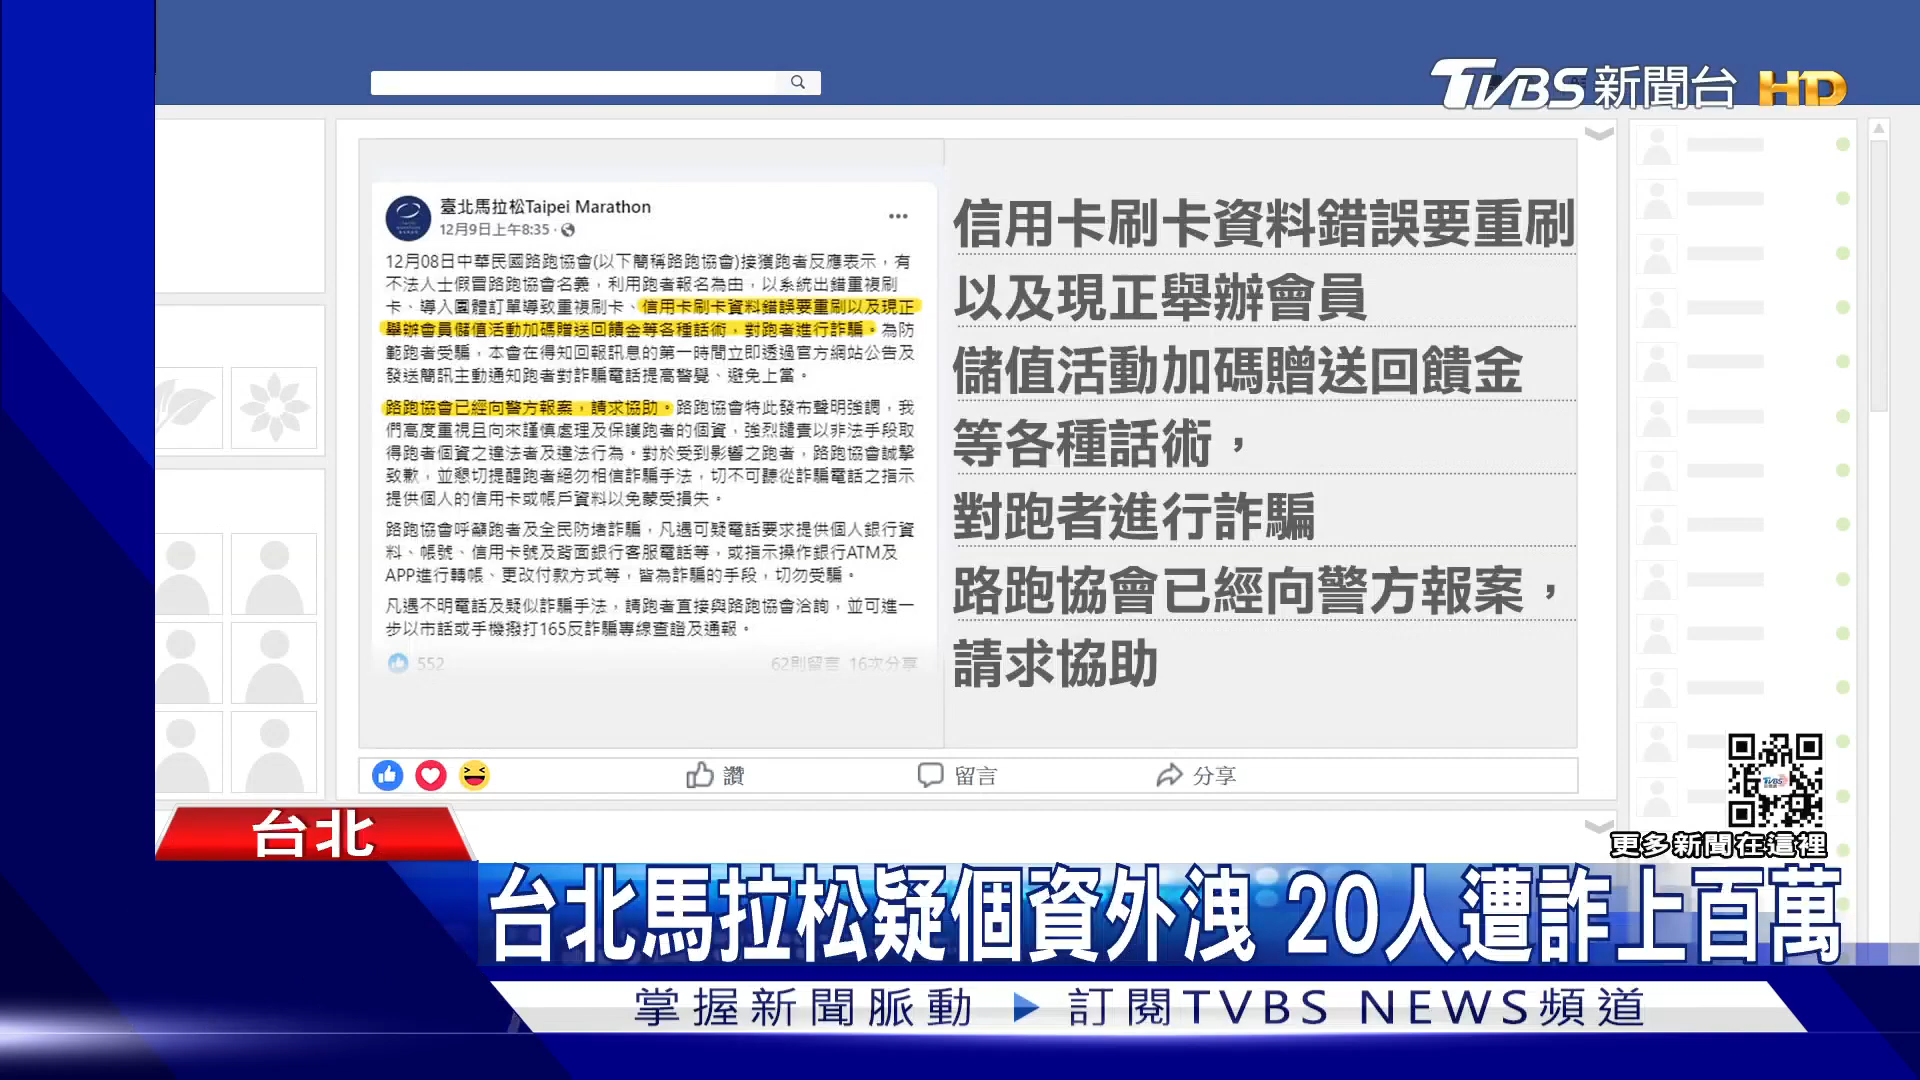 TVBS新聞台 HD
臺北馬拉松Taipei Marathon
12月9日上午8:35
12月08日中華民國路跑協會(以下簡稱路跑協會)接獲跑者反應表示，有
不法人士假冒路跑協會名義，利用跑者報名為由，以系統出錯重複刷
卡、導入團體訂單導致重複刷卡、信用卡刷卡資料錯誤要重刷以及現正
舉辦會員儲值活動加碼贈送回饋金等各種話術，對跑者進行詐騙。為防
範跑者受騙，本會在得知回報訊息的第一時間立即透過官方網站公告及
發送簡訊主動通知跑者對詐騙電話提高警覺、避免上當。
路跑協會已經向警方報案，請求協助。路跑協會特此發布聲明強調，我
們高度重視且向來謹慎處理及保護跑者的個資，強烈譴責以非法手段取
得跑者個資之違法者及違法行為。對於受到影響之跑者，路跑協會誠摯
致歉，並懇切提醒跑者絕勿相信詐騙手法，切不可聽從詐騙電話之指示
提供個人的信用卡或帳戶資料以免蒙受損失。
路跑協會呼籲跑者及全民防堵詐騙，凡遇可疑電話要求提供個人銀行資
料、帳號、信用卡號及背面銀行客服電話等，或指示操作銀行ATM及
APP進行轉帳、更改付款方式等，皆為詐騙的手段，切勿受騙。
凡遇不明電話及疑似詐騙手法，請跑者直接與路跑協會洽詢，並可進一
步以市話或手機撥打165反詐騙專線查證及通報。
552 62則留言 16次分享
信用卡刷卡資料錯誤要重刷
以及現正舉辦會員
儲值活動加碼贈送回饋金
等各種話術，
對跑者進行詐騙
路跑協會已經向警方報案，
請求協助
讚 留言 分享
TVBS
更多新聞在這裡
台北
台北馬拉松疑個資外洩 20人遭詐上百萬
掌握新聞脈動 訂閱TVBS NEWS頻道